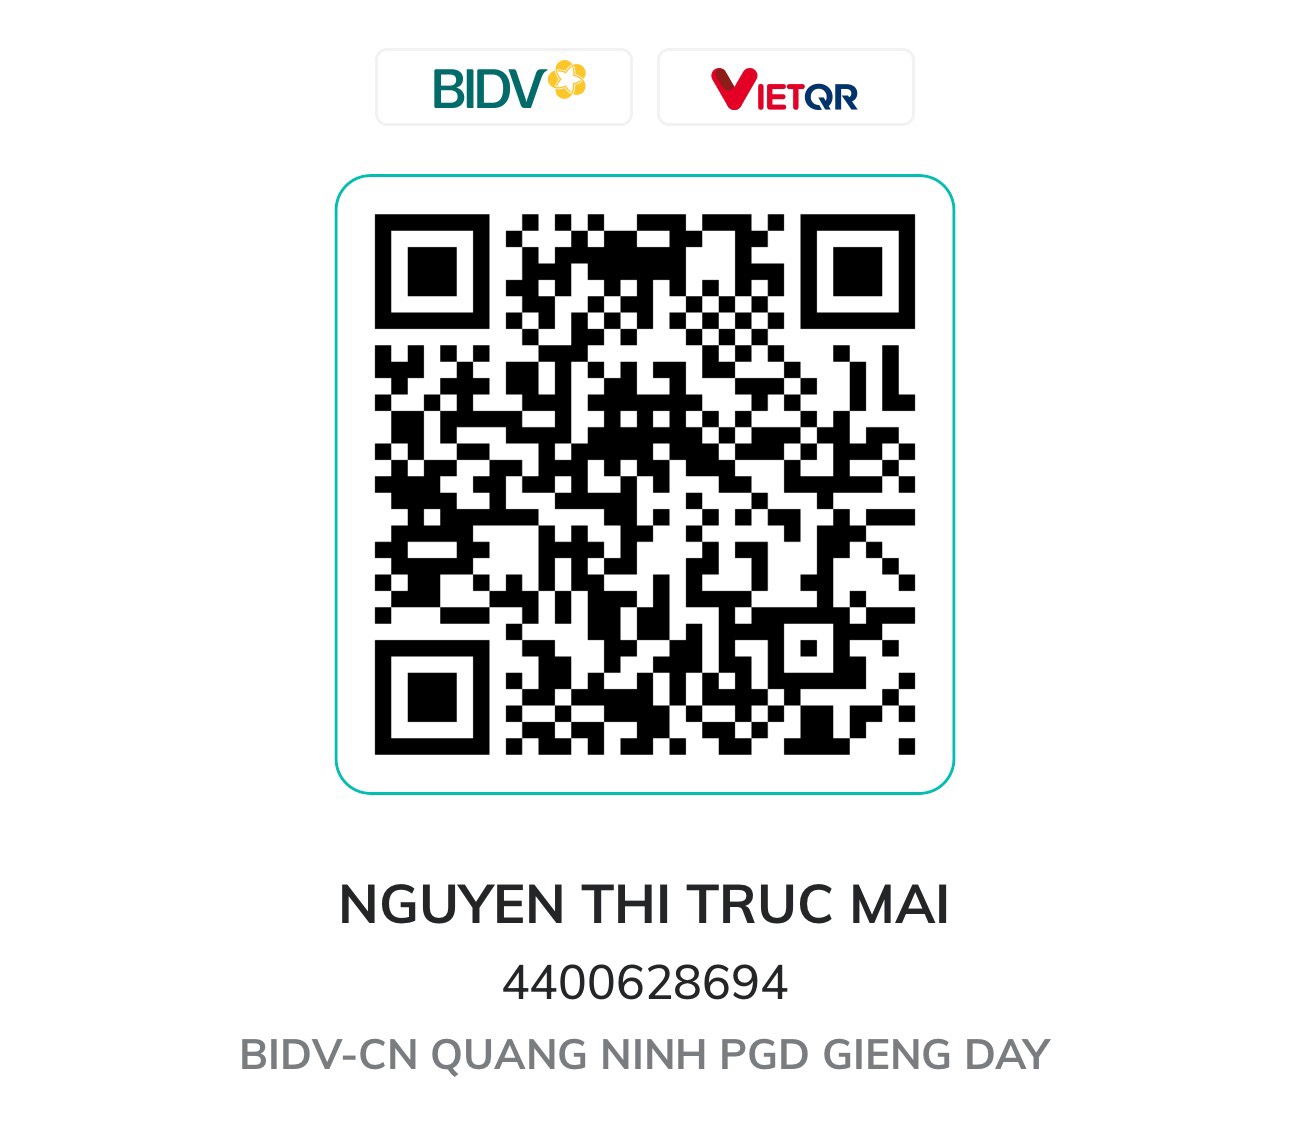 BIDV VIETQR
NGUYEN THI TRUC MAI
4400628694
BIDV-CN QUANG NINH PGD GIENG DAY